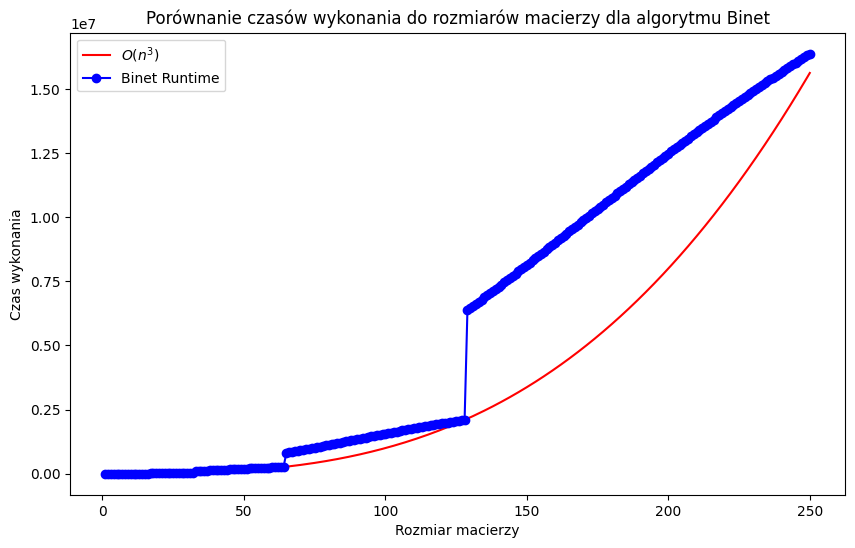 Porównanie czasów wykonania do rozmiarów macierzy dla algorytmu Binet
1e7
O(n³)
Binet Runtime
1.50
1.25
1.00
0.75
0.50
0.25
0.00
Czas wykonania
0
50
100
150
200
250
Rozmiar macierzy